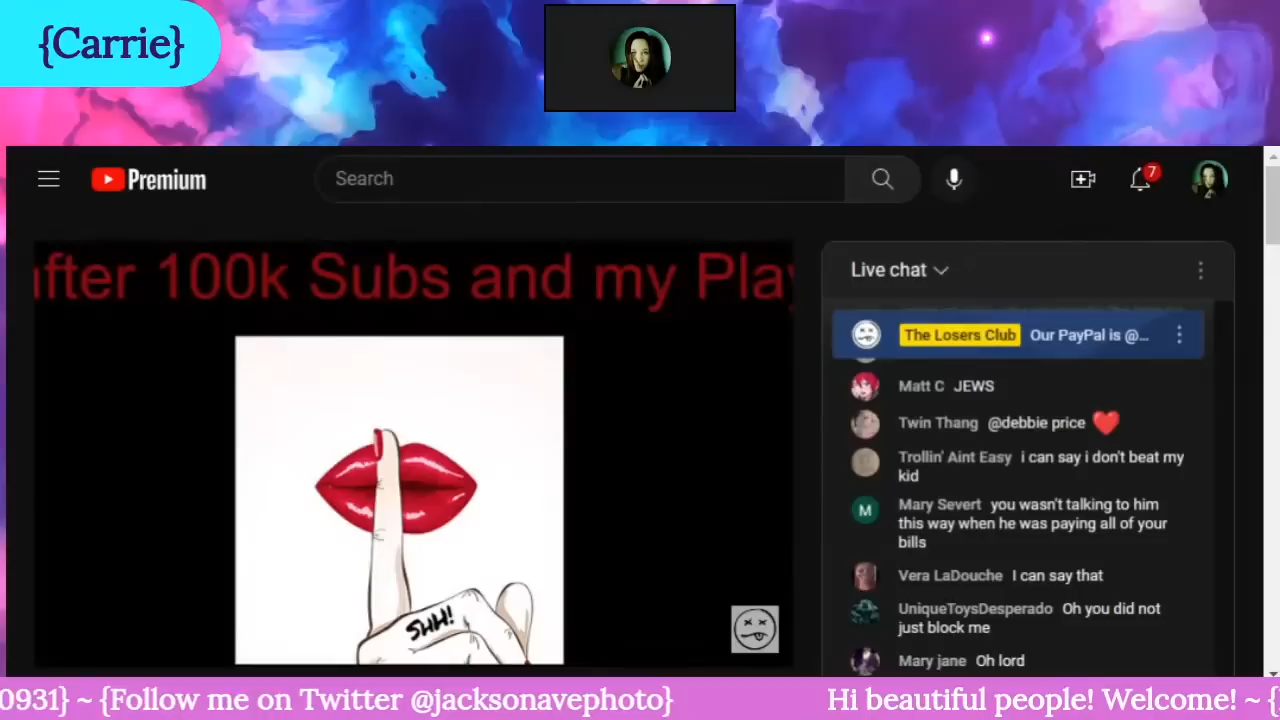 {Carrie}
Premium
Search
7
after 100k Subs and my Play
SHH!
Live chat
The Losers Club Our PayPal is @...
Matt C JEWS
Twin Thang @debbie price
Trollin' Aint Easy i can say i don't beat my
kid
M
Mary Severt you wasn't talking to him
this way when he was paying all of your
bills
Vera LaDouche I can say that
UniqueToysDesperado Oh you did not
just block me
Mary jane Oh lord
0931} ~ {Follow me on Twitter @jacksonavephoto} Hi beautiful people! Welcome! ~ {